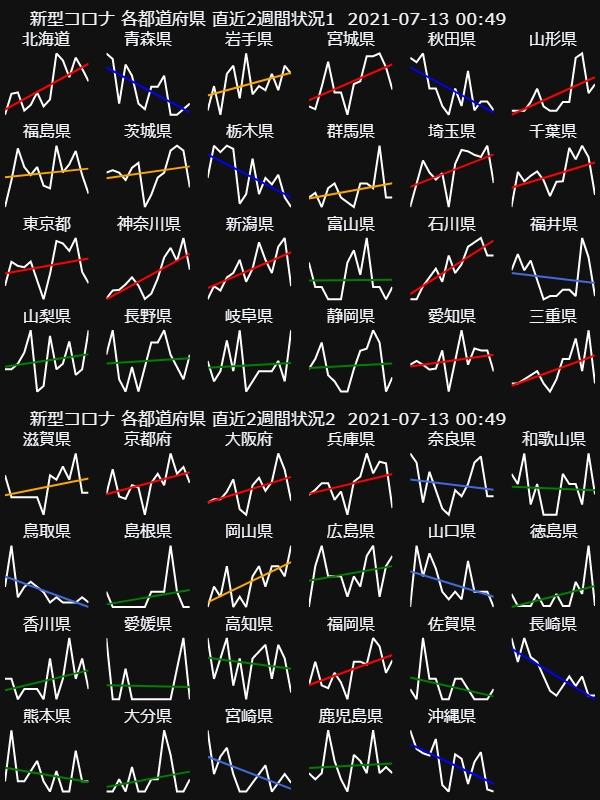 新型コロナ 各都道府県 直近2週間状況1 2021-07-13 00:49
北海道 青森県 岩手県 宮城県 秋田県 山形県
福島県 茨城県 栃木県 群馬県 埼玉県 千葉県
東京都 神奈川県 新潟県 富山県 石川県 福井県
山梨県 長野県 岐阜県 静岡県 愛知県 三重県
新型コロナ 各都道府県 直近2週間状況2 2021-07-13 00:49
滋賀県 京都府 大阪府 兵庫県 奈良県 和歌山県
鳥取県 島根県 岡山県 広島県 山口県 徳島県
香川県 愛媛県 高知県 福岡県 佐賀県 長崎県
熊本県 大分県 宮崎県 鹿児島県 沖縄県